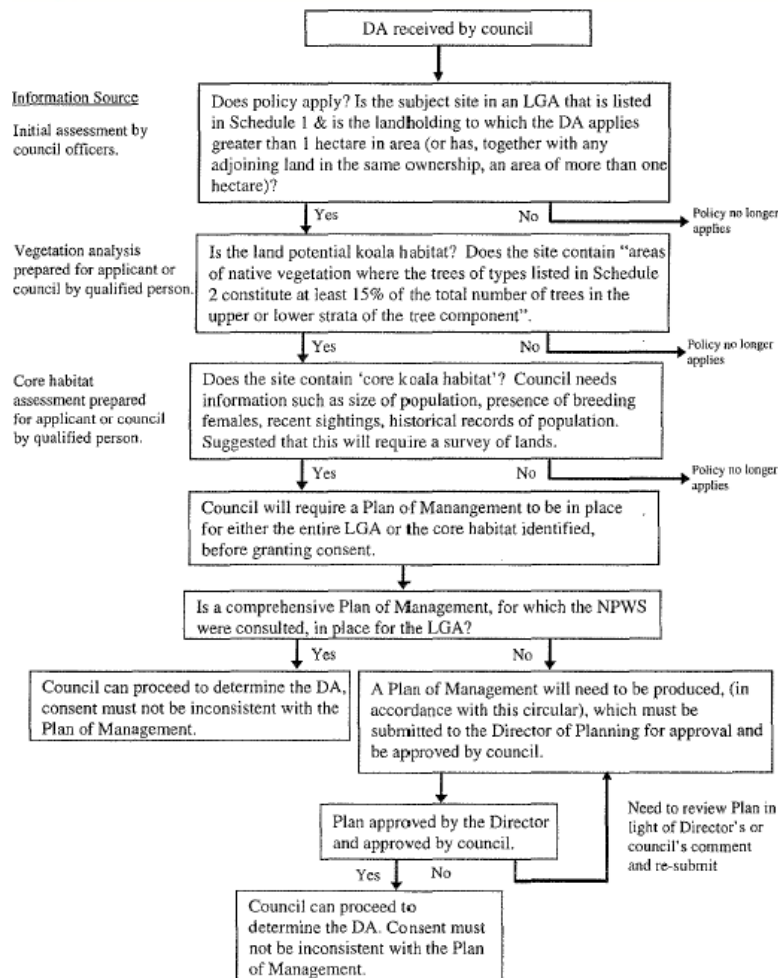 DA received by council
Information Source
Initial assessment by
council officers.
Does policy apply? Is the subject site in an LGA that is listed
in Schedule 1 & is the landholding to which the DA applies
greater than 1 hectare in area (or has, together with any
adjoining land in the same ownership, an area of more than one
hectare)?
Yes
No
Policy no longer
applies
Vegetation analysis
prepared for applicant or
council by qualified person.
Is the land potential koala habitat? Does the site contain “areas
of native vegetation where the trees of types listed in Schedule
2 constitute at least 15% of the total number of trees in the
upper or lower strata of the tree component”.
Yes
No
Policy no longer
applies
Core habitat
assessment prepared
for applicant or council
by qualified person.
Does the site contain ‘core koala habitat’? Council needs
information such as size of population, presence of breeding
females, recent sightings, historical records of population.
Suggested that this will require a survey of lands.
Yes
No
Policy no longer
applies
Council will require a Plan of Manangement to be in place
for either the entire LGA or the core habitat identified,
before granting consent.
Is a comprehensive Plan of Management, for which the NPWS
were consulted, in place for the LGA?
Yes
No
Council can proceed to determine the DA,
consent must not be inconsistent with the
Plan of Management.
A Plan of Management will need to be produced, (in
accordance with this circular), which must be
submitted to the Director of Planning for approval and
be approved by council.
Plan approved by the Director
and approved by council.
Need to review Plan in
light of Director’s or
council’s comment
and re-submit
Yes
No
Council can proceed to
determine the DA. Consent must
not be inconsistent with the Plan
of Management.